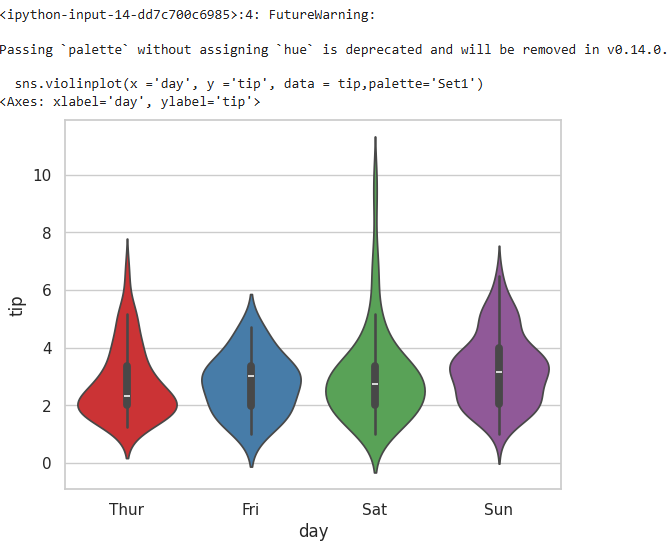 <ipython-input-14-dd7c700c6985>:4: FutureWarning:
Passing `palette` without assigning `hue` is deprecated and will be removed in v0.14.0.
sns.violinplot(x ='day', y ='tip', data = tip,palette='Set1')
<Axes: xlabel='day', ylabel='tip'>
10
8
6
tip
4
2
0
Thur Fri Sat Sun
day